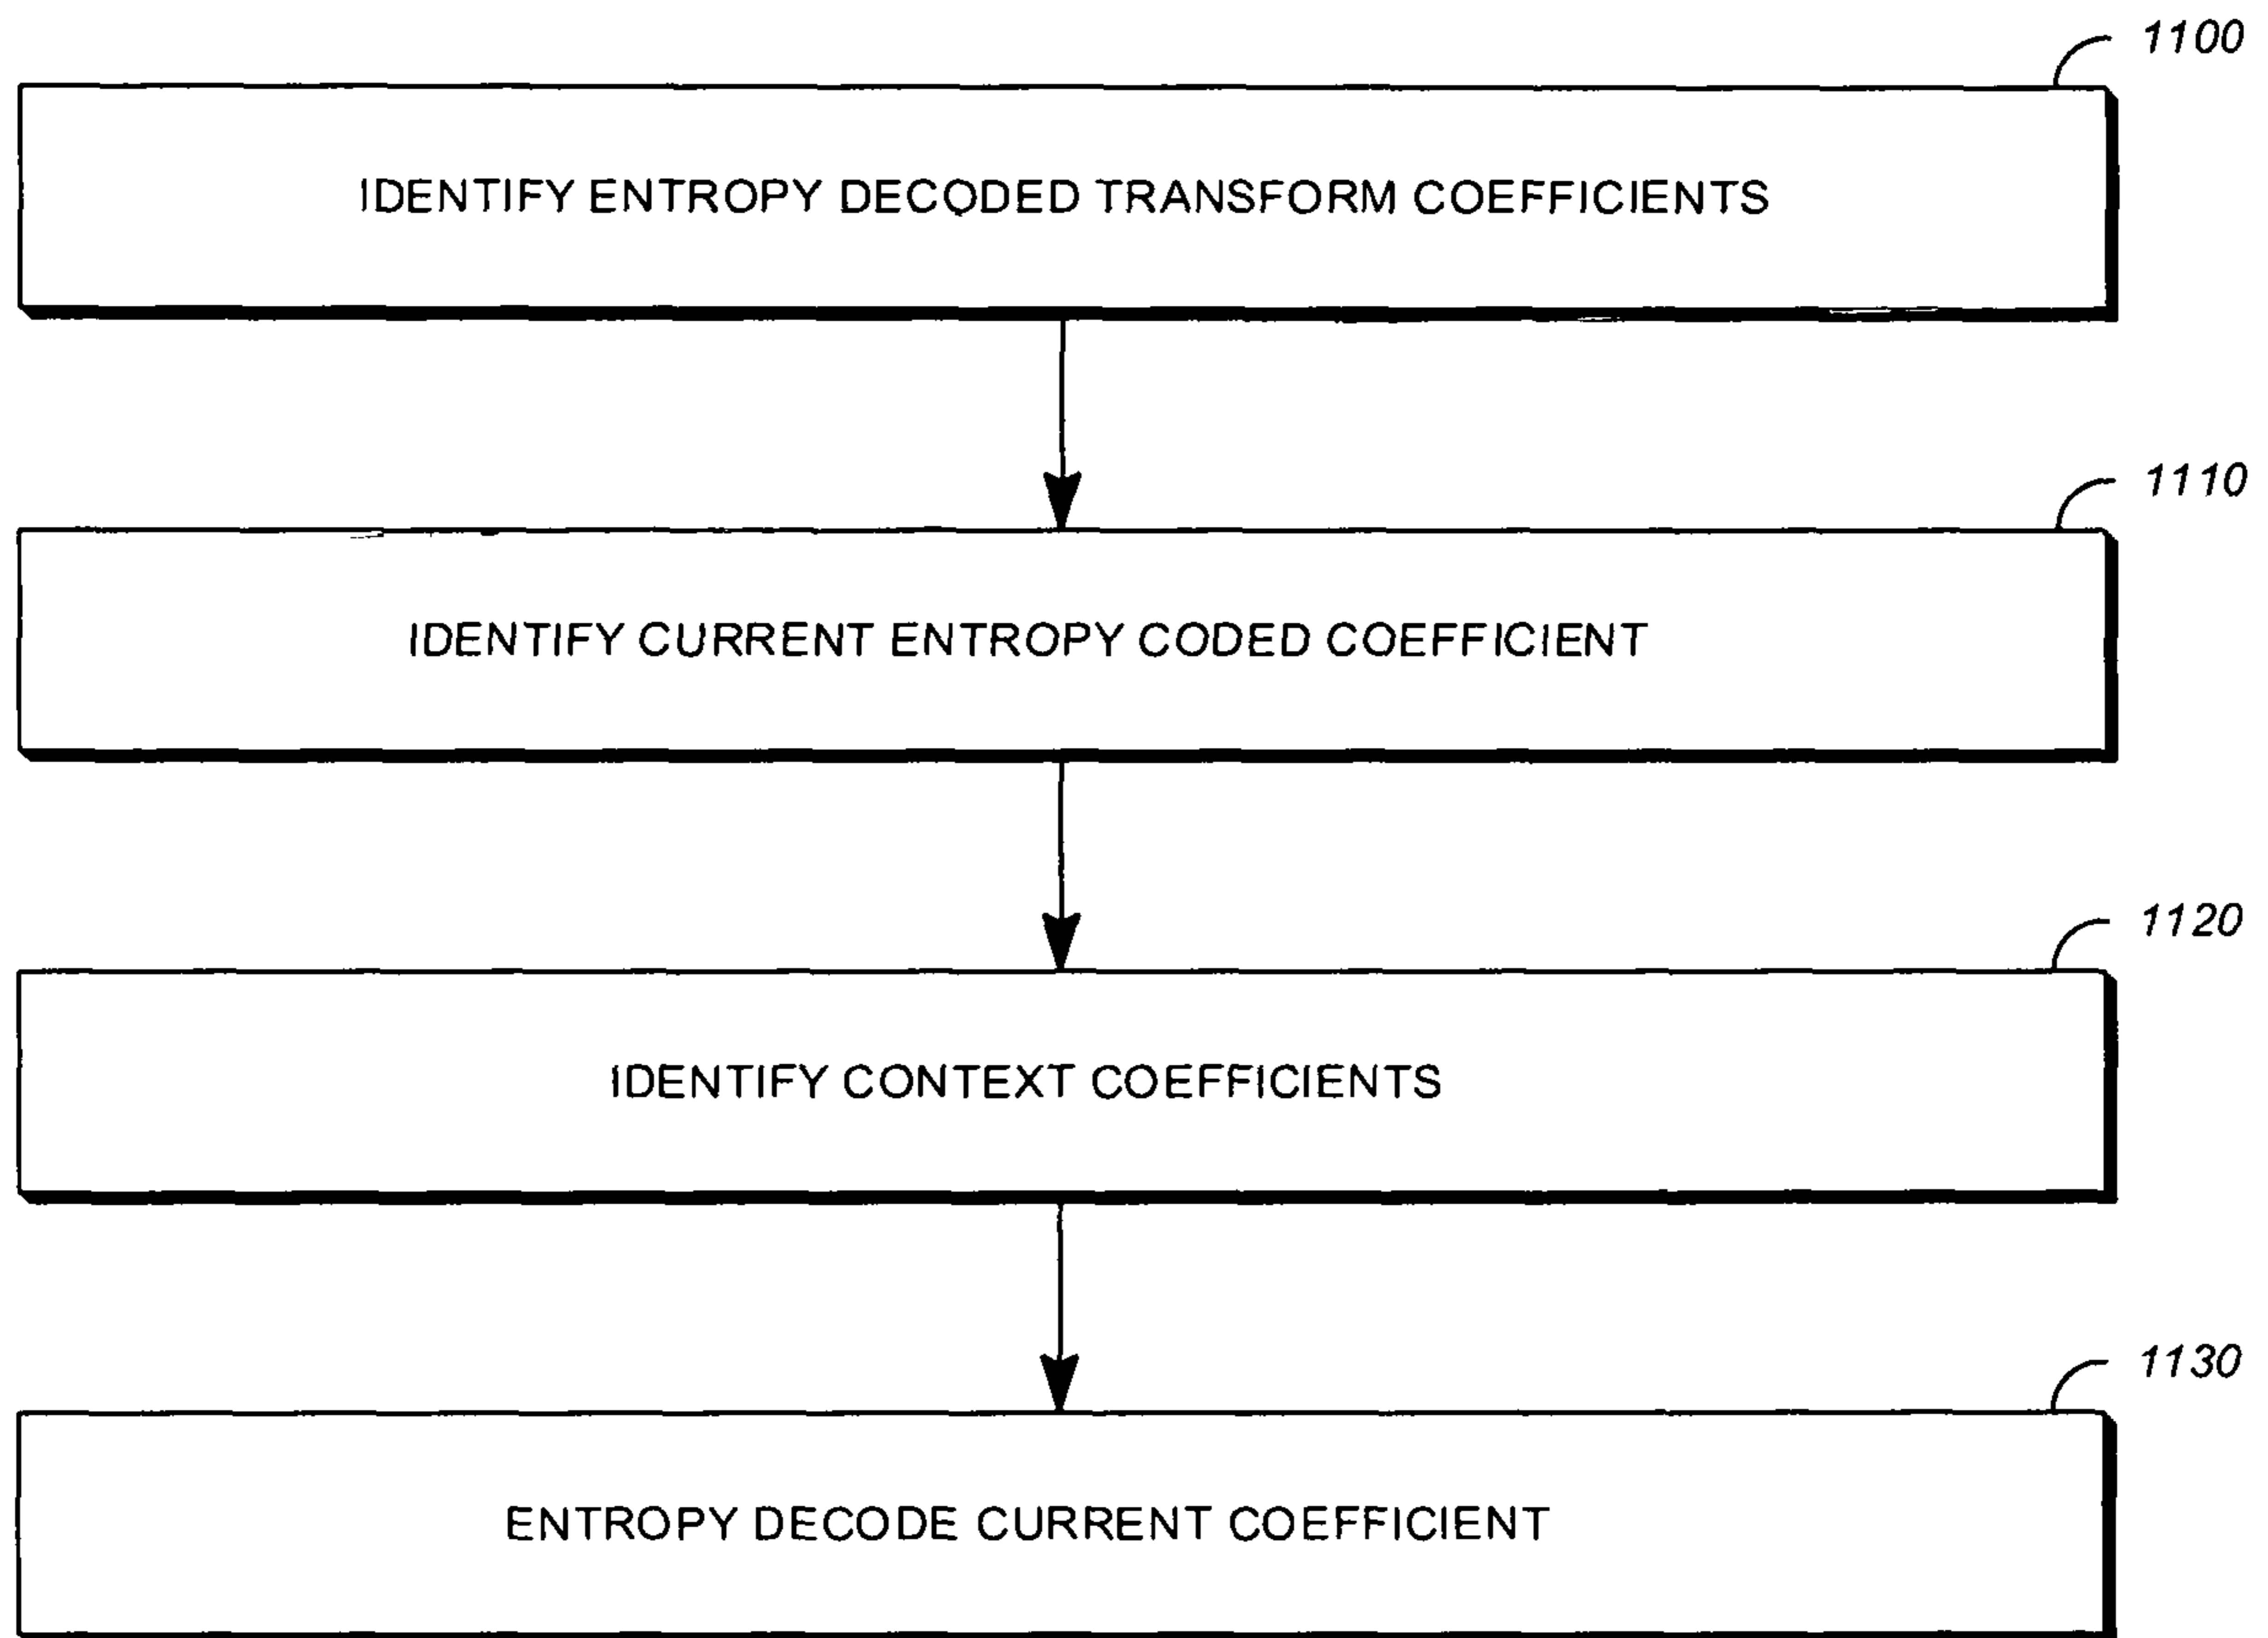 1100
IDENTIFY ENTROPY DECODED TRANSFORM COEFFICIENTS
1110
IDENTIFY CURRENT ENTROPY CODED COEFFICIENT
1120
IDENTIFY CONTEXT COEFFICIENTS
1130
ENTROPY DECODE CURRENT COEFFICIENT